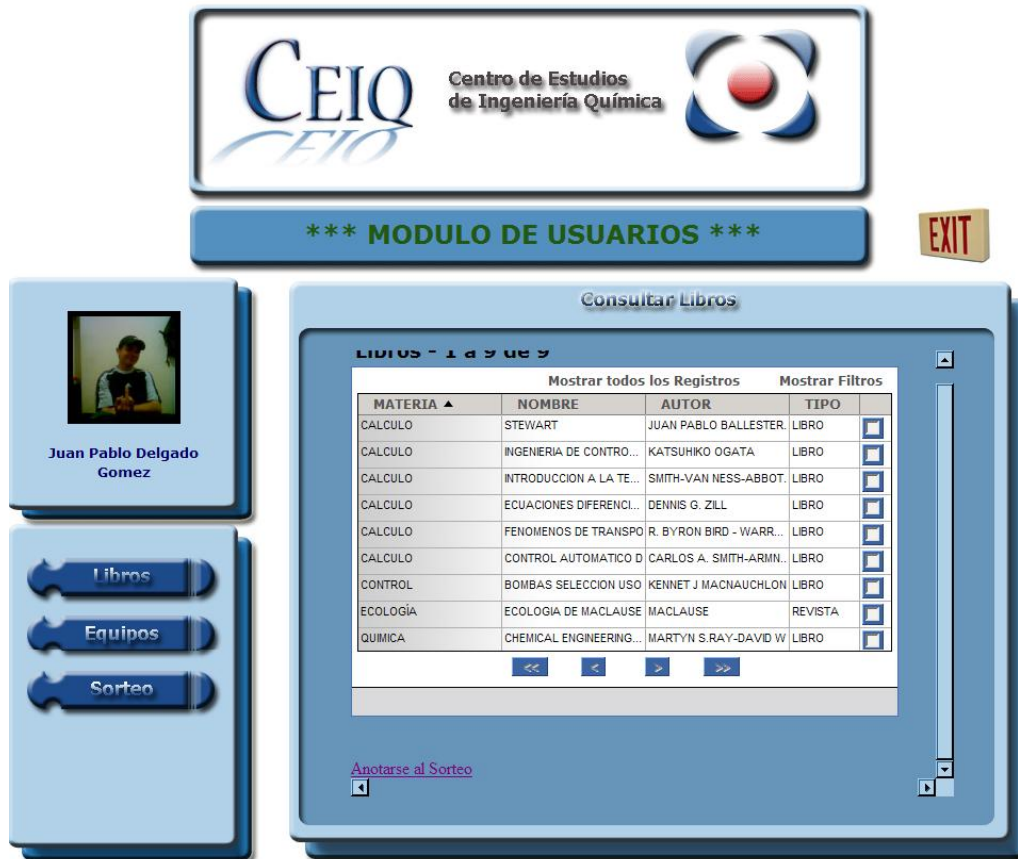 CEIQ
Centro de Estudios
de Ingeniería Química
*** MODULO DE USUARIOS ***
EXIT
Juan Pablo Delgado
Gomez
Libros
Equipos
Sorteo
Consultar Libros
Libros - 1 a 9 de 9
Mostrar todos los Registros Mostrar Filtros
MATERIA ▲ NOMBRE AUTOR TIPO
CALCULO STEWART JUAN PABLO BALLESTER. LIBRO
CALCULO INGENIERIA DE CONTRO... KATSUHIKO OGATA LIBRO
CALCULO INTRODUCCION A LA TE... SMITH-VAN NESS-ABBOT. LIBRO
CALCULO ECUACIONES DIFERENCI... DENNIS G. ZILL LIBRO
CALCULO FENOMENOS DE TRANSPO R. BYRON BIRD - WARR... LIBRO
CALCULO CONTROL AUTOMATICO D CARLOS A. SMITH-ARMN.. LIBRO
CONTROL BOMBAS SELECCION USO KENNET J MACNAUCHLON LIBRO
ECOLOGÍA ECOLOGIA DE MACLAUSE MACLAUSE REVISTA
QUIMICA CHEMICAL ENGINEERING... MARTYN S.RAY-DAVID W LIBRO
<< < > >>
Anotarse al Sorteo